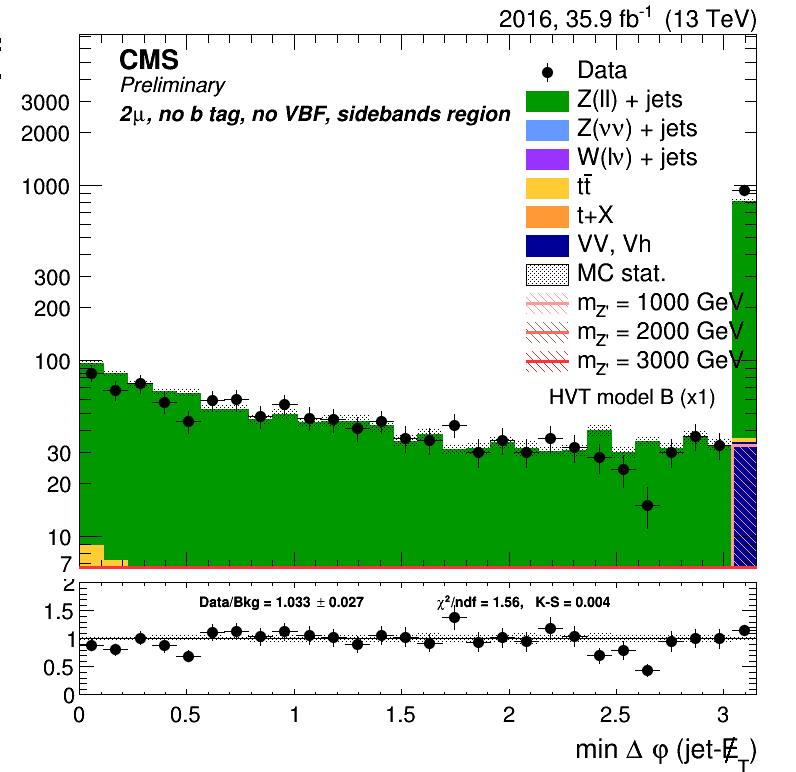 2016, 35.9 fb⁻¹ (13 TeV)
CMS
Preliminary
2μ, no b tag, no VBF, sidebands region
Data
Z(ll) + jets
Z(νν) + jets
W(lν) + jets
tt̄
t+X
VV, Vh
MC stat.
m_Z' = 1000 GeV
m_Z' = 2000 GeV
m_Z' = 3000 GeV
HVT model B (x1)
3000
2000
1000
300
200
100
30
20
10
7
Data/Bkg = 1.033 ± 0.027 χ²/ndf = 1.56, K-S = 0.004
2
1.5
1
0.5
0
0 0.5 1 1.5 2 2.5 3
min Δ φ (jet-E̸_T)